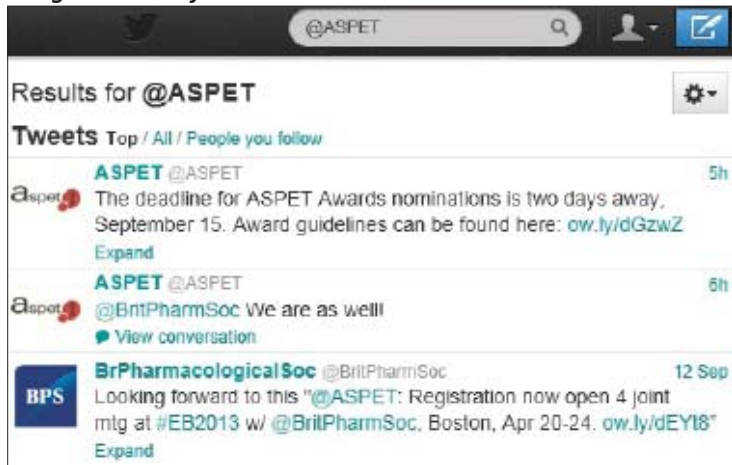 @ASPET
Results for @ASPET
Tweets Top / All / People you follow
ASPET @ASPET 5h
aspet
The deadline for ASPET Awards nominations is two days away,
September 15. Award guidelines can be found here: ow.ly/dGzwZ
Expand
ASPET @ASPET 6h
aspet
@BritPharmSoc We are as well!
View conversation
BrPharmacologicalSoc @BritPharmSoc 12 Sep
BPS
Looking forward to this "@ASPET: Registration now open 4 joint
mtg at #EB2013 w/ @BritPharmSoc, Boston, Apr 20-24. ow.ly/dEYt8"
Expand